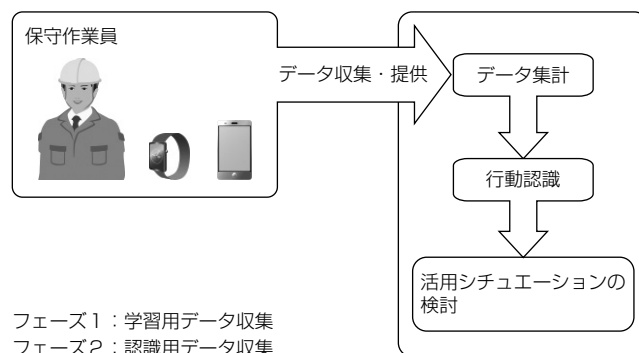 保守作業員
データ収集・提供
データ集計
行動認識
活用シチュエーションの
検討
フェーズ1：学習用データ収集
フェーズ2：認識用データ収集